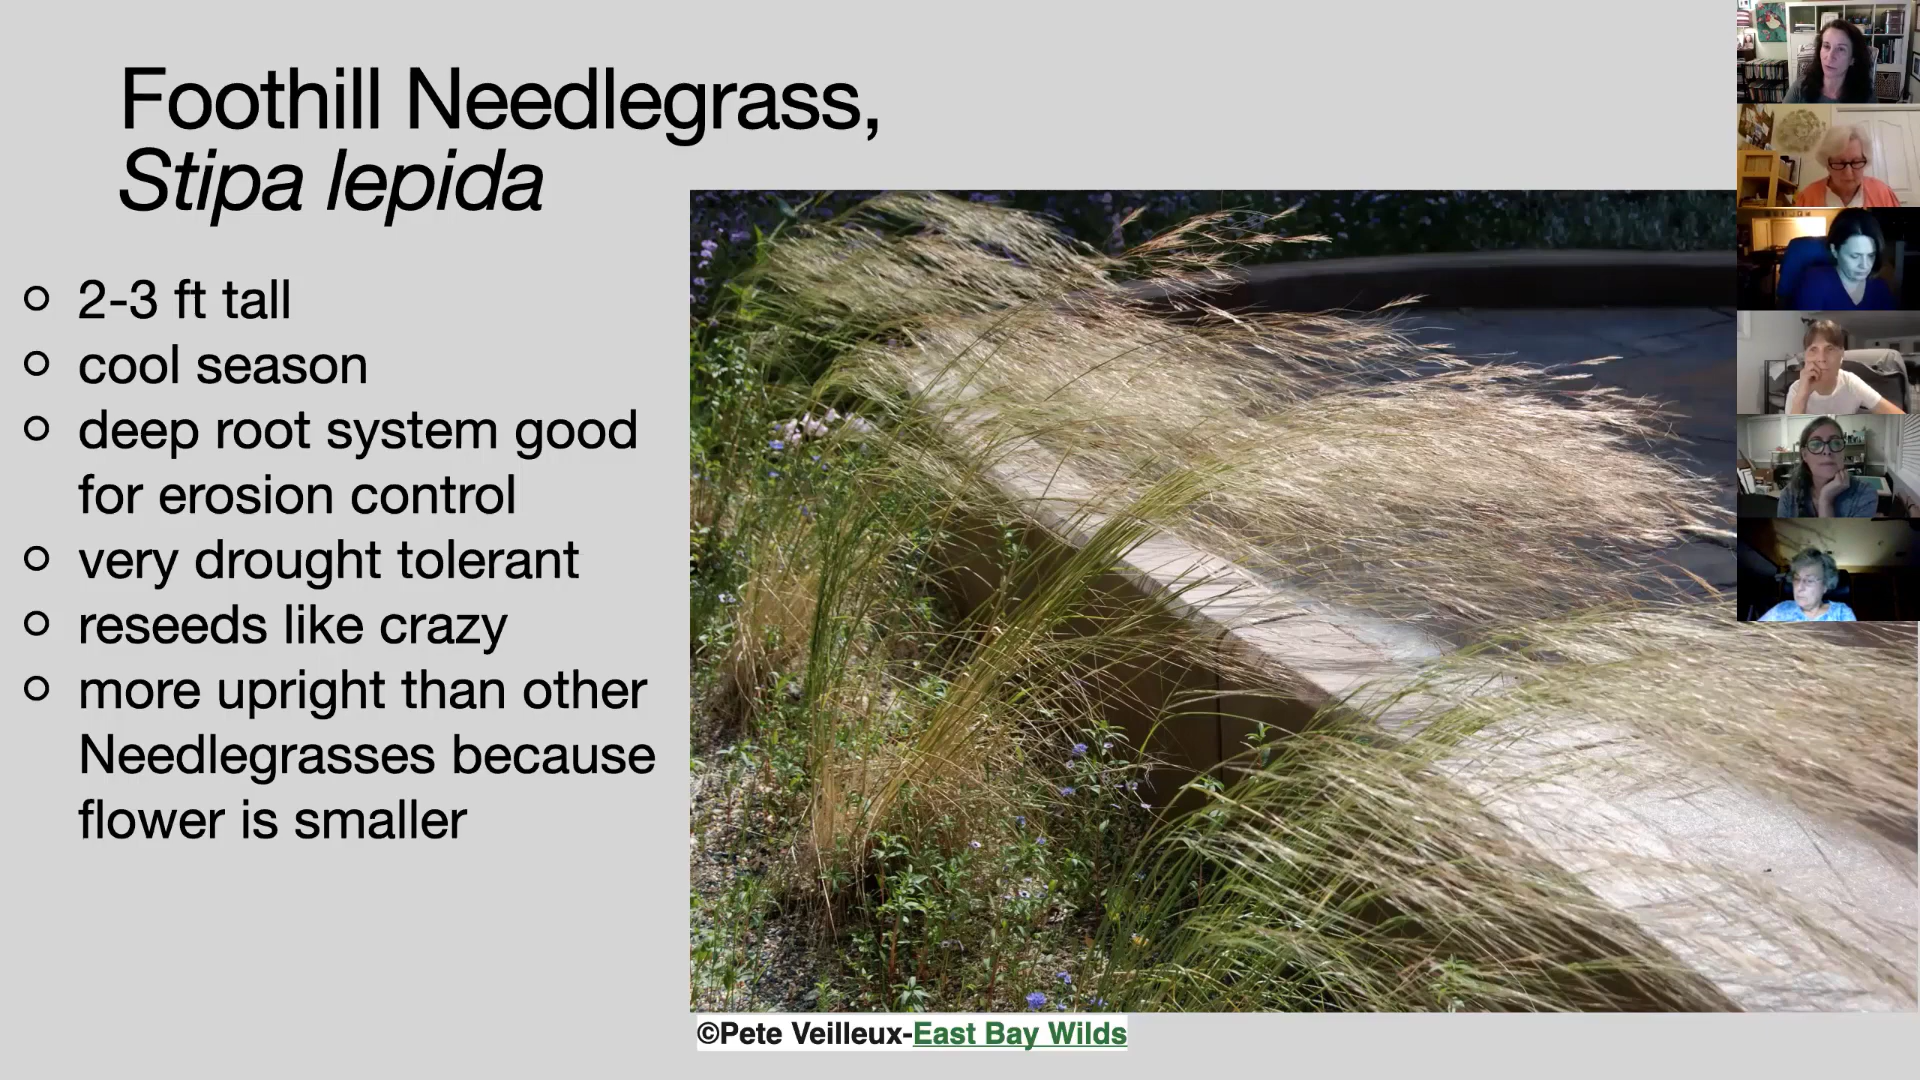 Foothill Needlegrass,
Stipa lepida
2-3 ft tall
cool season
deep root system good
for erosion control
very drought tolerant
reseeds like crazy
more upright than other
Needlegrasses because
flower is smaller
©Pete Veilleux-East Bay Wilds